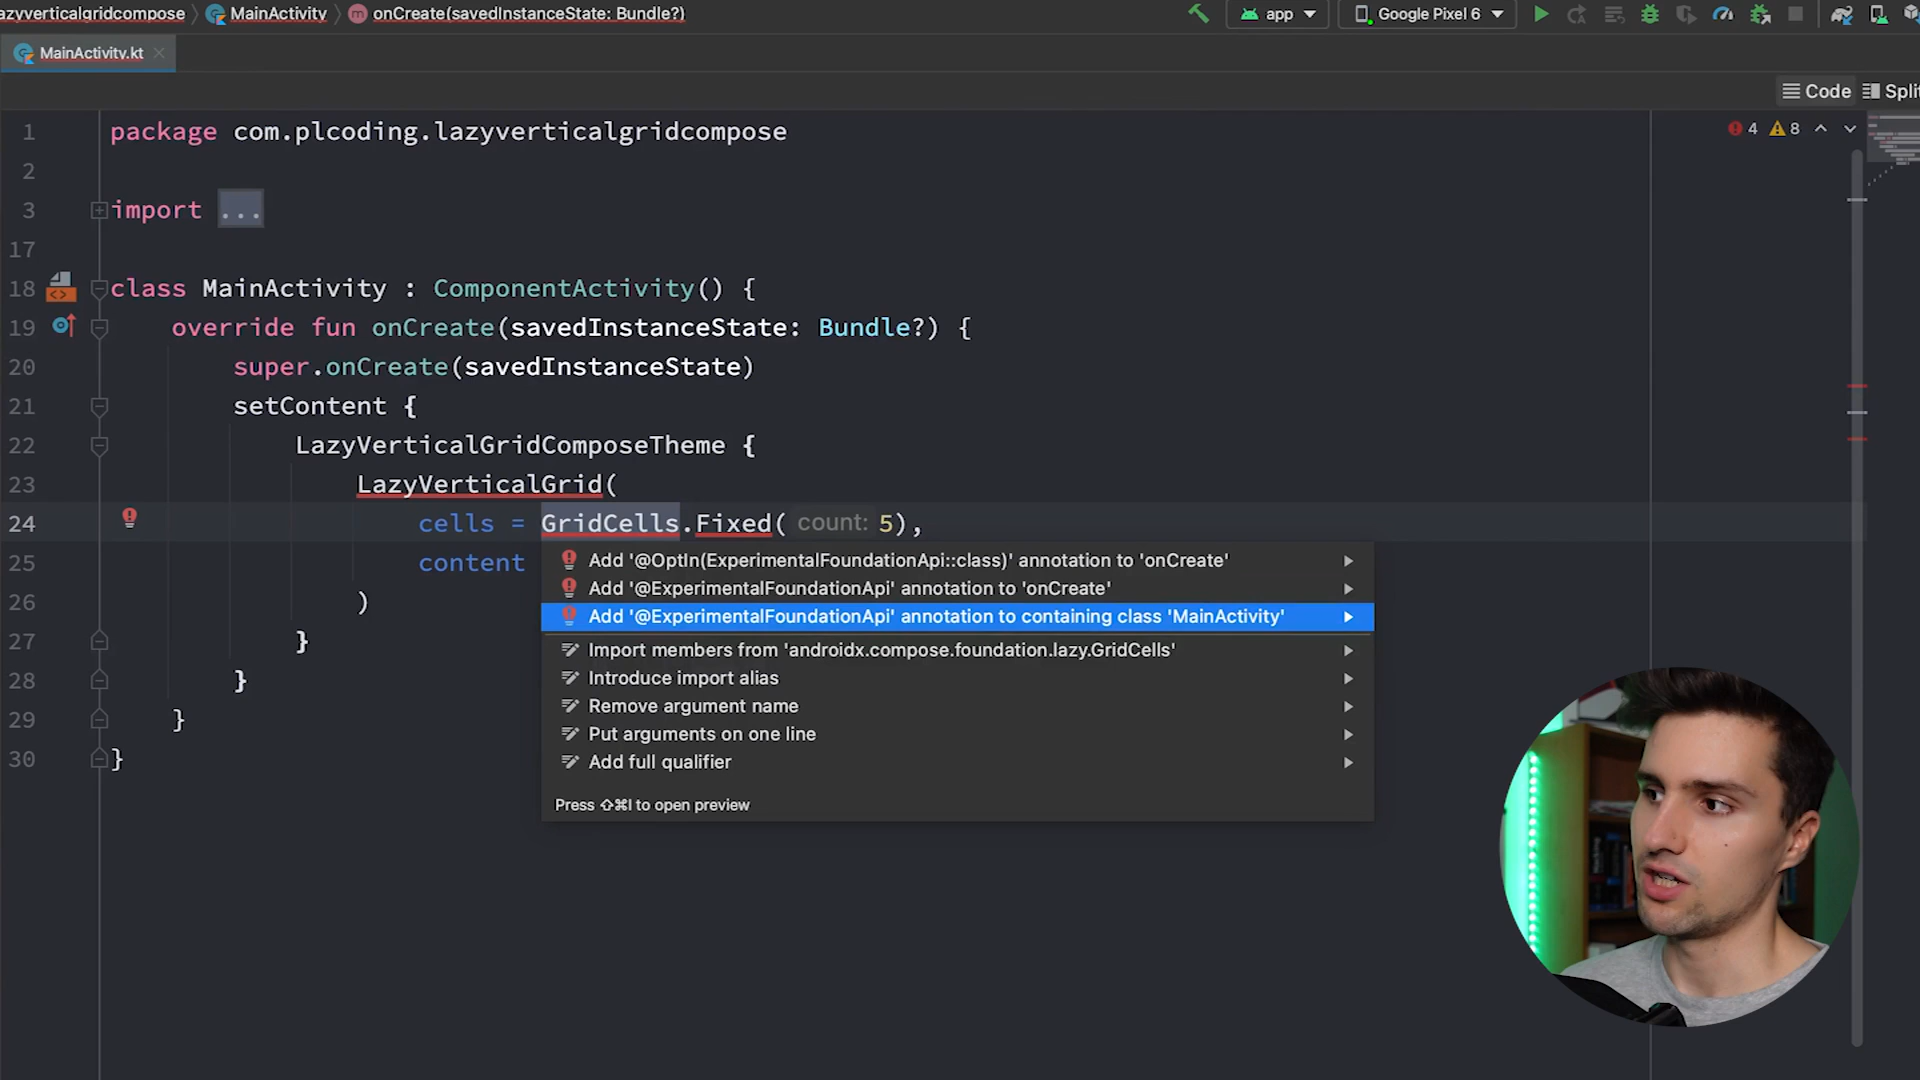 azyverticalgridcompose MainActivity onCreate(savedInstanceState: Bundle?) app Google Pixel 6
MainActivity.kt
Code Split
1 package com.plcoding.lazyverticalgridcompose 4 8
2
3 import ...
17
18 class MainActivity : ComponentActivity() {
19 override fun onCreate(savedInstanceState: Bundle?) {
20 super.onCreate(savedInstanceState)
21 setContent {
22 LazyVerticalGridComposeTheme {
23 LazyVerticalGrid(
24 cells = GridCells.Fixed( count: 5),
25 content
26 )
27 }
28 }
29 }
30 }
Add '@OptIn(ExperimentalFoundationApi::class)' annotation to 'onCreate'
Add '@ExperimentalFoundationApi' annotation to 'onCreate'
Add '@ExperimentalFoundationApi' annotation to containing class 'MainActivity'
Import members from 'androidx.compose.foundation.lazy.GridCells'
Introduce import alias
Remove argument name
Put arguments on one line
Add full qualifier
Press ⇧⌘I to open preview